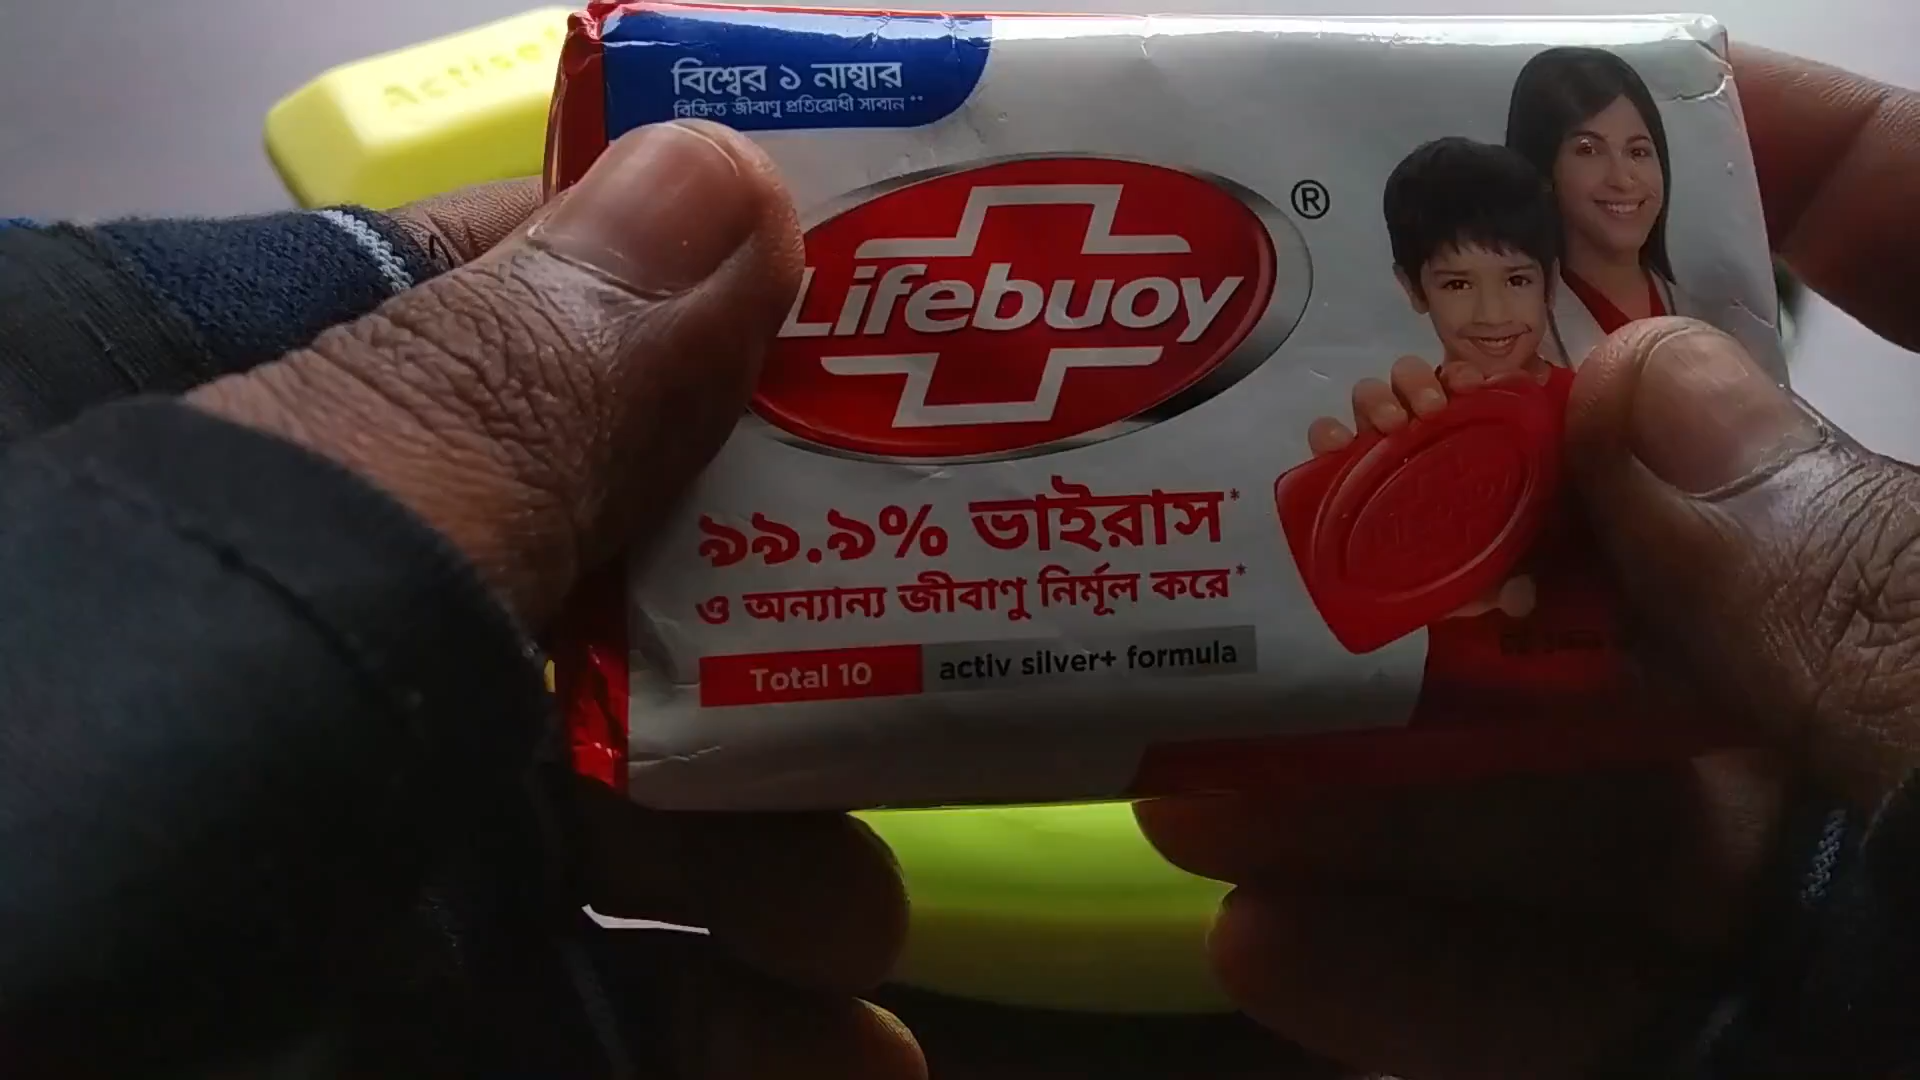 বিশ্বের ১ নাম্বার
বিক্রিত জীবাণু প্রতিরোধী সাবান**
Lifebuoy
®
৯৯.৯% ভাইরাস*
ও অন্যান্য জীবাণু নির্মূল করে*
Total 10 activ silver+ formula